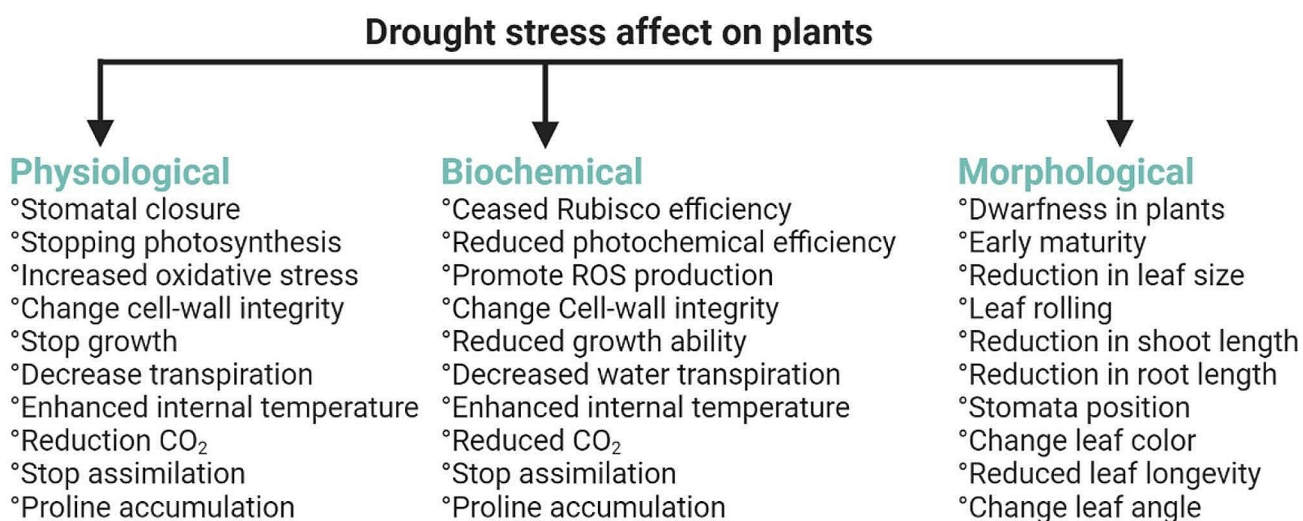 Drought stress affect on plants
Physiological
°Stomatal closure
°Stopping photosynthesis
°Increased oxidative stress
°Change cell-wall integrity
°Stop growth
°Decrease transpiration
°Enhanced internal temperature
°Reduction CO₂
°Stop assimilation
°Proline accumulation
Biochemical
°Ceased Rubisco efficiency
°Reduced photochemical efficiency
°Promote ROS production
°Change Cell-wall integrity
°Reduced growth ability
°Decreased water transpiration
°Enhanced internal temperature
°Reduced CO₂
°Stop assimilation
°Proline accumulation
Morphological
°Dwarfness in plants
°Early maturity
°Reduction in leaf size
°Leaf rolling
°Reduction in shoot length
°Reduction in root length
°Stomata position
°Change leaf color
°Reduced leaf longevity
°Change leaf angle